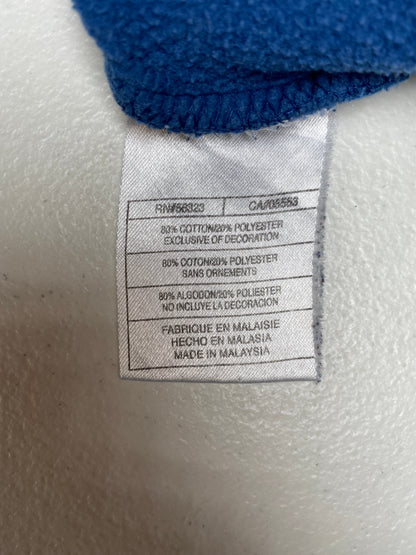 RN#56323 CA#05553
80% COTTON/20% POLYESTER
EXCLUSIVE OF DECORATION
80% COTON/20% POLYESTER
SANS ORNEMENTS
80% ALGODON/20% POLIESTER
NO INCLUYE LA DECORACION
FABRIQUE EN MALAISIE
HECHO EN MALASIA
MADE IN MALAYSIA